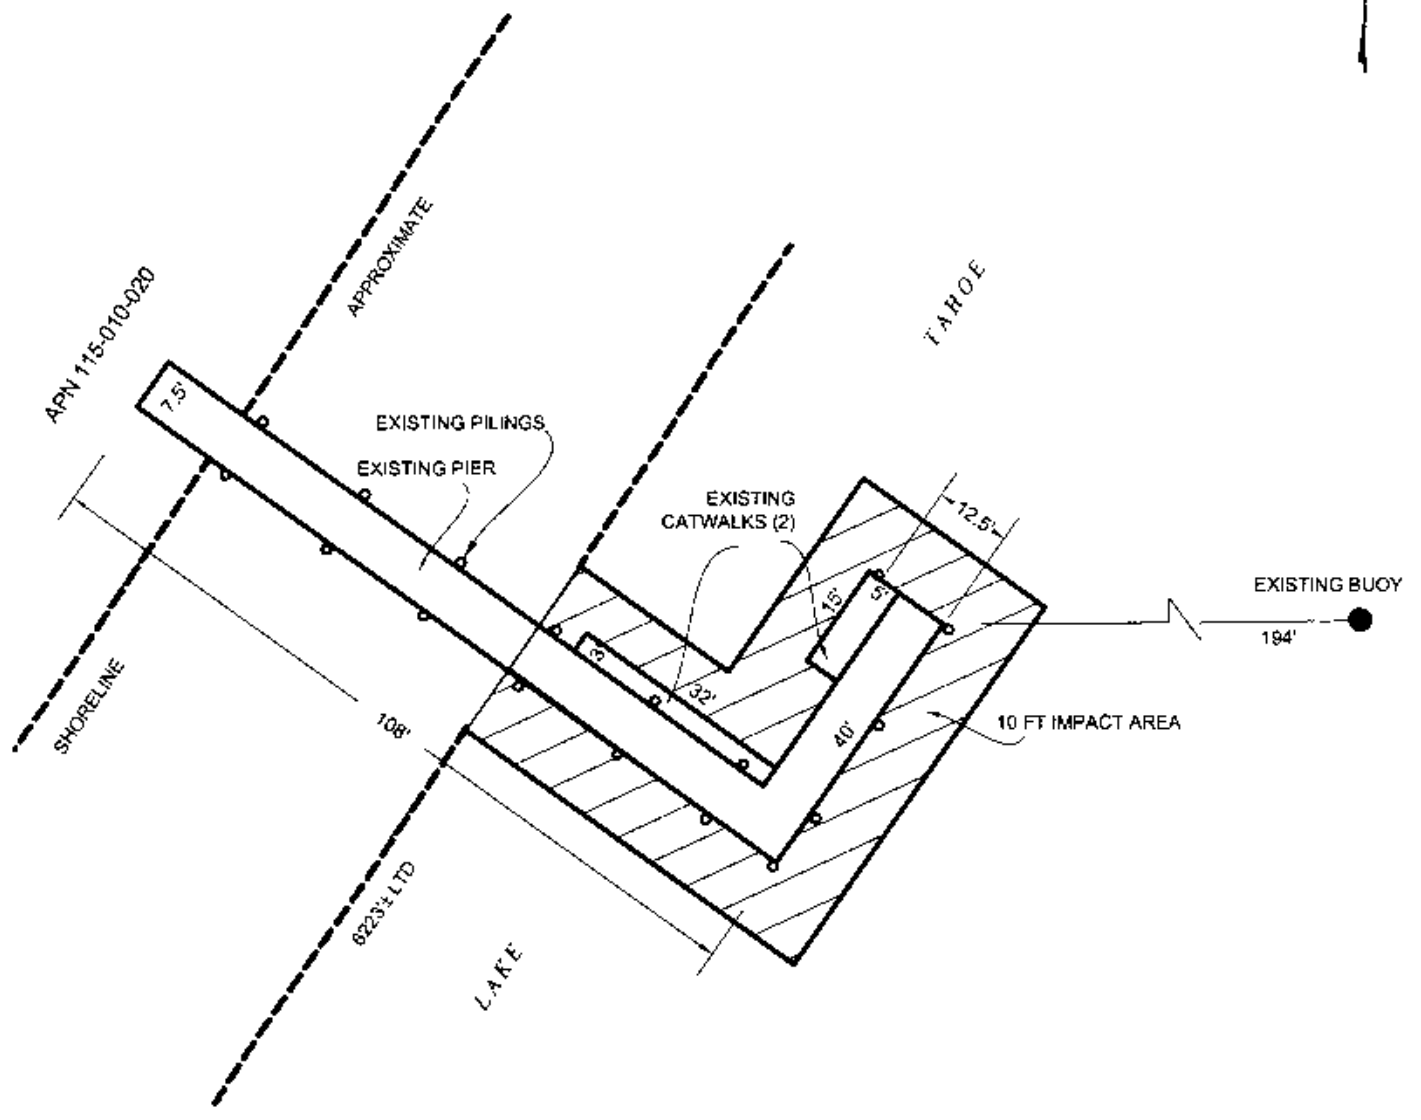 APPROXIMATE
TAHOE
APN 115-010-020
7.5'
EXISTING PILINGS
EXISTING PIER
EXISTING
CATWALKS (2)
12.5'
5'
15'
EXISTING BUOY
194'
3'
32'
SHORELINE
108'
40'
10 FT IMPACT AREA
6223'± LTD
LAKE